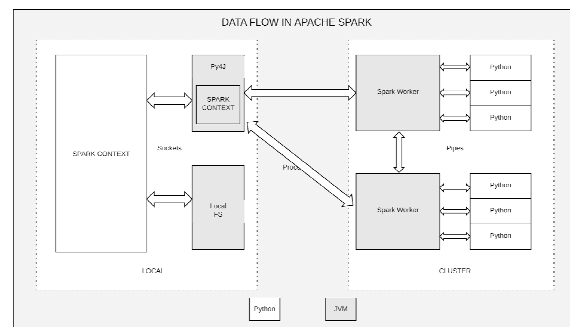 DATA FLOW IN APACHE SPARK
Py4J
SPARK
CONTEXT
SPARK CONTEXT
Sockets
Local
FS
LOCAL
Spark Worker
Python
Python
Python
Pipes
Spark Worker
Python
Python
Python
CLUSTER
Python
JVM